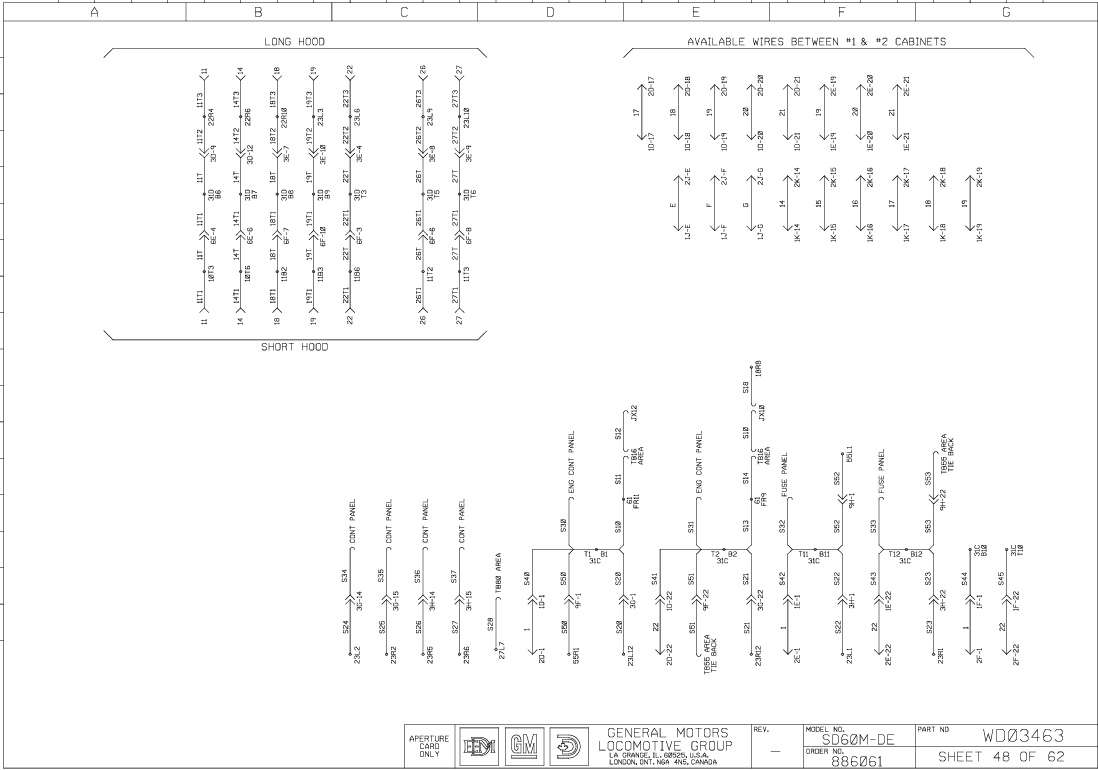 A B C D E F G
LONG HOOD
11 14 18 19 22 26 27
11T3 14T3 18T3 19T3 22T3 26T3 27T3
22R4 22R6 22R10 23L3 23L6 23L9 23L10
11T2 14T2 18T2 19T2 22T2 26T2 27T2
3D-9 3D-12 3E-7 3E-10 3E-4 3E-8 3E-9
11T 14T 18T 19T 22T 26T 27T
31D B6 31D B7 31D B8 31D B9 31D T3 31D T5 31D T6
11T1 14T1 18T1 19T1 22T1 26T1 27T1
6E-4 6E-6 6F-7 6F-10 6F-3 6F-6 6F-8
11T 14T 18T 19T 22T 26T 27T
10T3 10T6 11B2 11B3 11B6 11T2 11T3
11T1 14T1 18T1 19T1 22T1 26T1 27T1
11 14 18 19 22 26 27
SHORT HOOD
AVAILABLE WIRES BETWEEN #1 & #2 CABINETS
2D-17 2D-18 2D-19 2D-20 2D-21 2E-19 2E-20 2E-21
17 18 19 20 21 19 20 21
1D-17 1D-18 1D-19 1D-20 1D-21 1E-19 1E-20 1E-21
2J-E 2J-F 2J-G 2K-14 2K-15 2K-16 2K-17 2K-18 2K-19
E F G 14 15 16 17 18 19
1J-E 1J-F 1J-G 1K-14 1K-15 1K-16 1K-17 1K-18 1K-19
CONT PANEL
S34
3G-14
S24
23L2
CONT PANEL
S35
3G-15
S25
23R2
CONT PANEL
S36
3H-14
S26
23R5
CONT PANEL
S37
3H-15
S27
23R6
TB80 AREA
S28
27L7
S40
1D-1
1
2D-1
ENG CONT PANEL
S30
T1 B1
31C
S50
9F-1
S50
55R1
JX12
S12
TB16
AREA
S11
61
FR11
S10
S20
3G-1
S20
23L12
S41
1D-22
22
2D-22
ENG CONT PANEL
S31
T2 B2
31C
S51
9F-22
S51
TB55 AREA
TIE BACK
18R8
S18
JX10
S10
TB16
AREA
S14
61
FR9
S13
S21
3G-22
S21
23R12
FUSE PANEL
S32
T11 B11
31C
S42
1E-1
1
2E-1
55L1
S52
9H-1
S52
S22
3H-1
S22
23L1
FUSE PANEL
S33
T12 B12
31C
S43
1E-22
22
2E-22
TB55 AREA
TIE BACK
S53
9H-22
S53
S23
3H-22
S23
23R1
31C
B10
S44
1F-1
1
2F-1
31C
T10
S45
1F-22
22
2F-22
APERTURE
CARD
ONLY
EMD
GM
D
GENERAL MOTORS
LOCOMOTIVE GROUP
LA GRANGE, IL. 60525, U.S.A.
LONDON, ONT. N6A 4N5, CANADA
REV.
—
MODEL NO.
SD60M-DE
ORDER NO.
886061
PART NO
WD03463
SHEET 48 OF 62